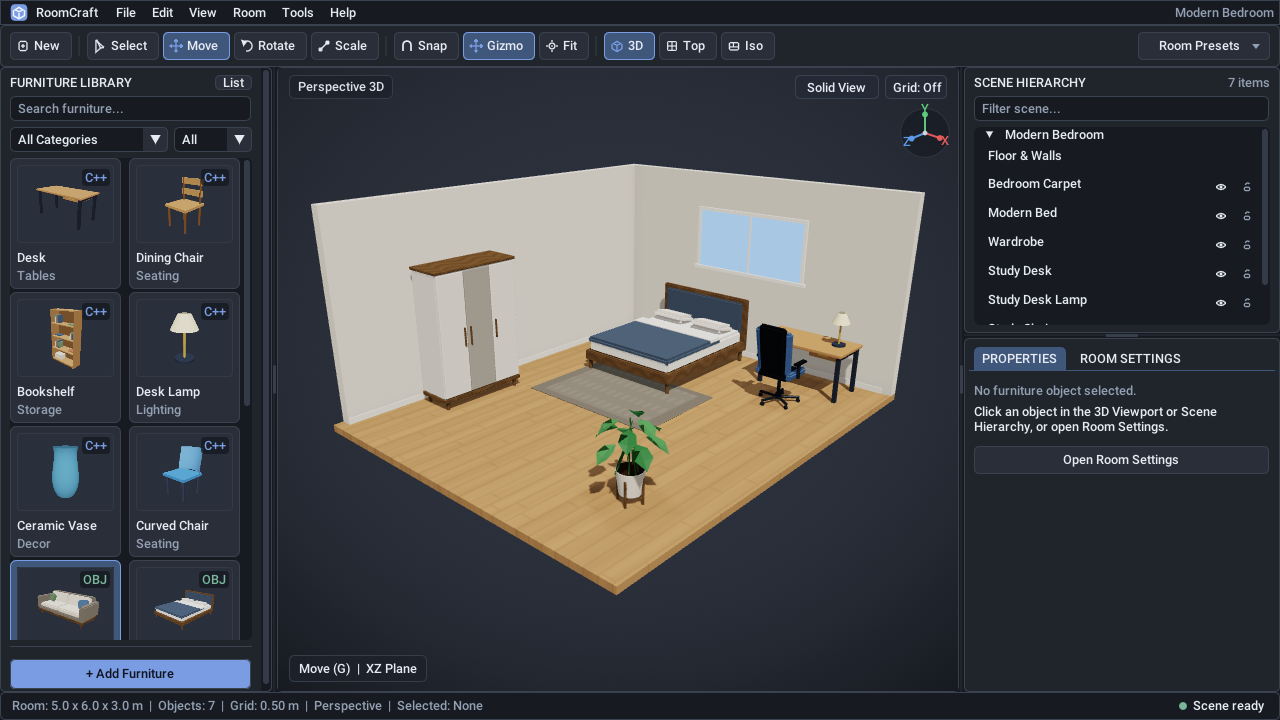 RoomCraft File Edit View Room Tools Help Modern Bedroom
New Select Move Rotate Scale Snap Gizmo Fit 3D Top Iso Room Presets
FURNITURE LIBRARY List
Search furniture...
All Categories All
C++ C++
Desk Dining Chair
Tables Seating
C++ C++
Bookshelf Desk Lamp
Storage Lighting
C++ C++
Ceramic Vase Curved Chair
Decor Seating
OBJ OBJ
+ Add Furniture
Perspective 3D Solid View Grid: Off
Y
Z X
Move (G) | XZ Plane
SCENE HIERARCHY 7 items
Filter scene...
Modern Bedroom
Floor & Walls
Bedroom Carpet
Modern Bed
Wardrobe
Study Desk
Study Desk Lamp
PROPERTIES ROOM SETTINGS
No furniture object selected.
Click an object in the 3D Viewport or Scene
Hierarchy, or open Room Settings.
Open Room Settings
Room: 5.0 x 6.0 x 3.0 m | Objects: 7 | Grid: 0.50 m | Perspective | Selected: None Scene ready